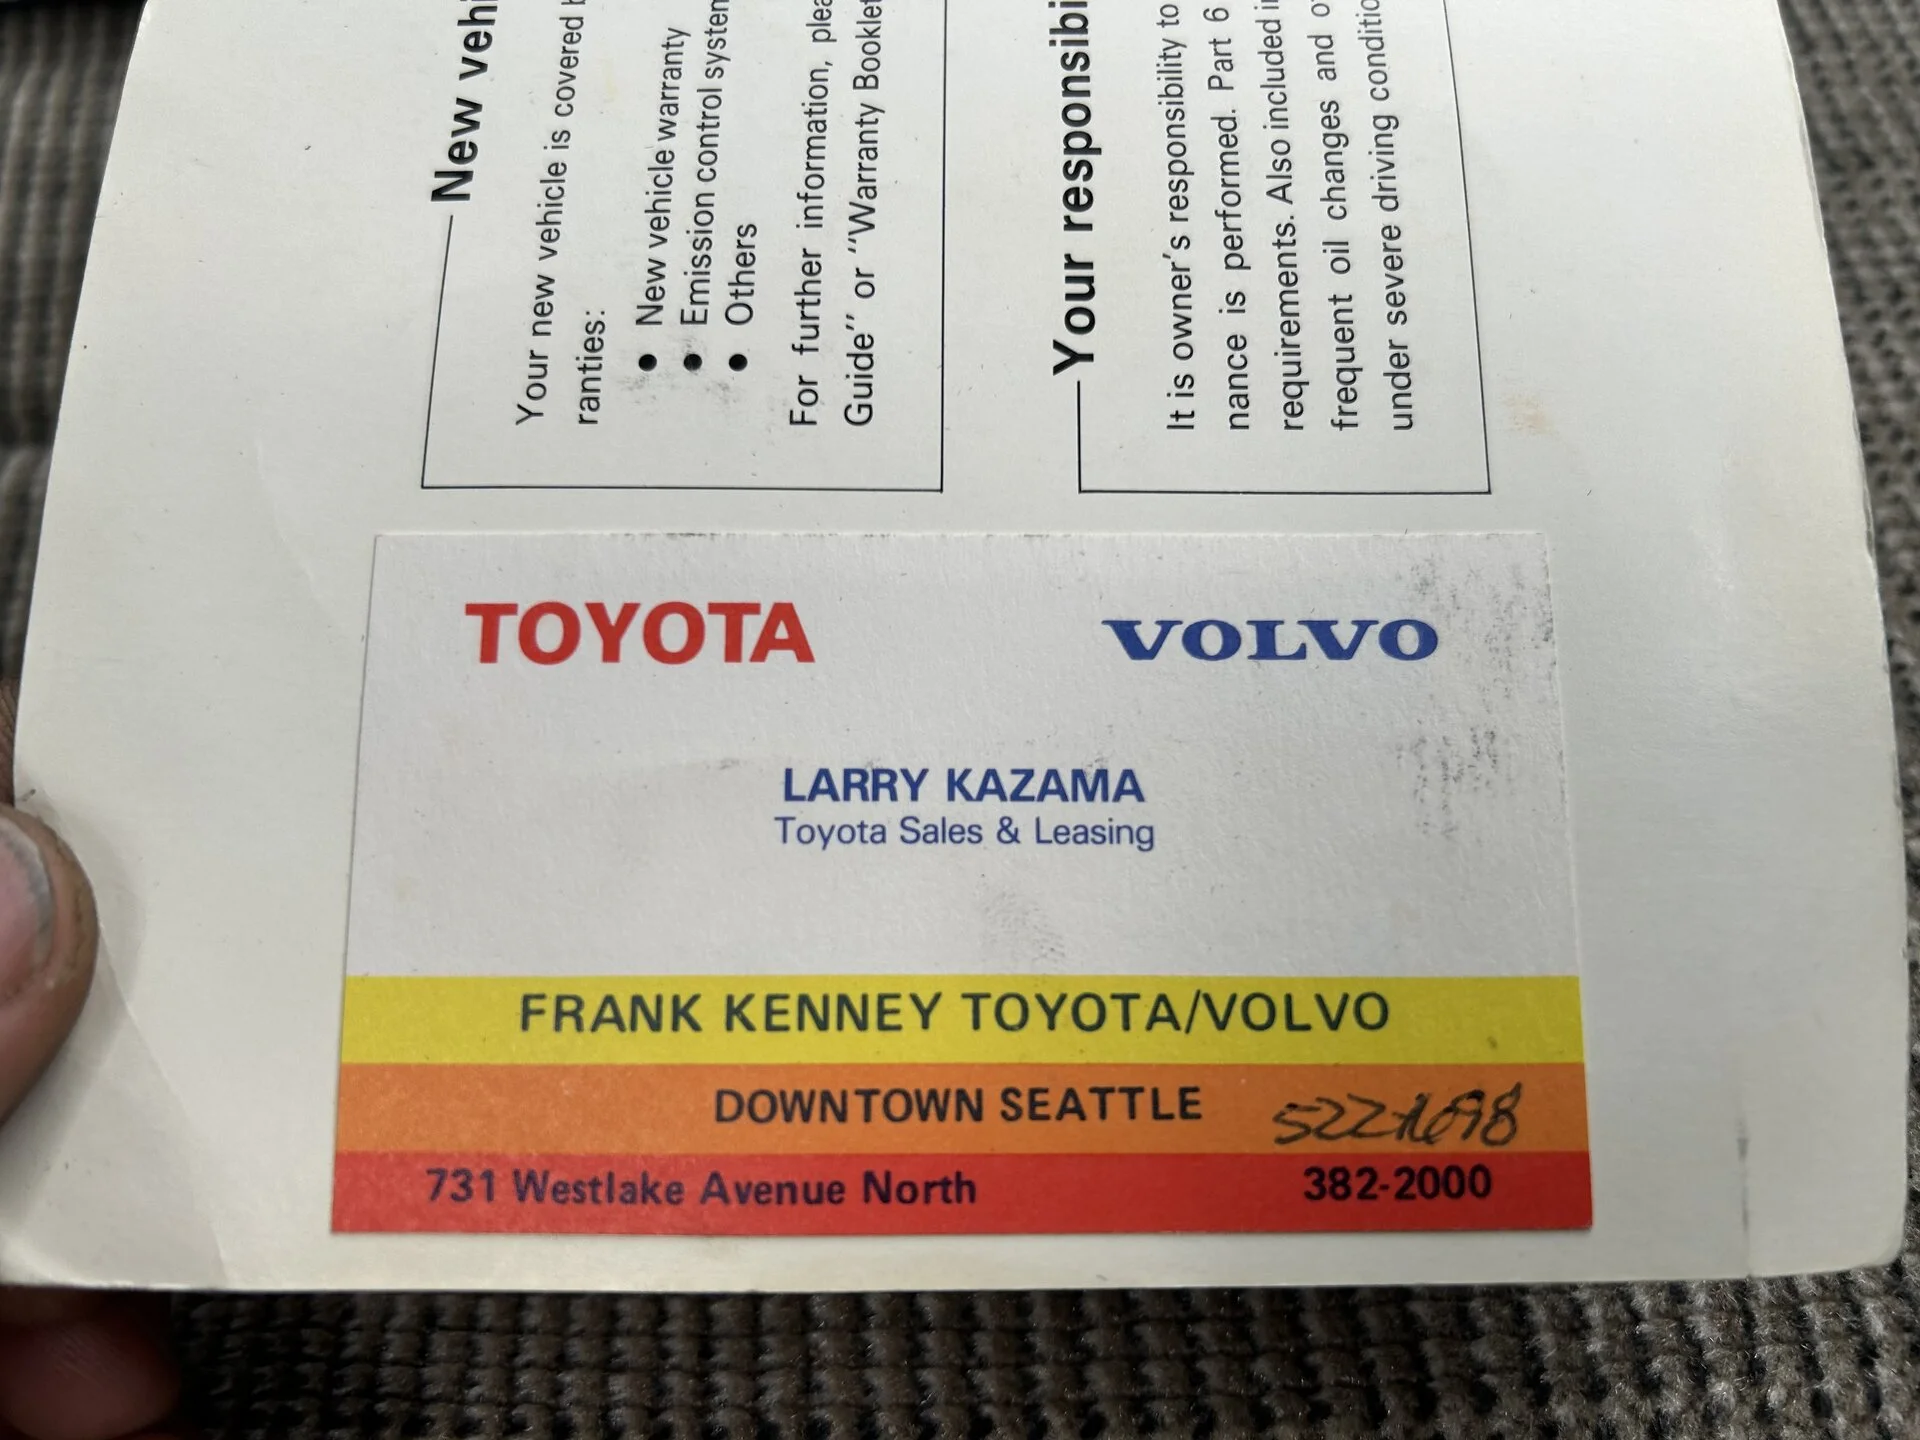 New vehi
Your new vehicle is covered b
ranties:
● New vehicle warranty
● Emission control system
● Others
For further information, plea
Guide" or "Warranty Booklet
Your responsibi
It is owner's responsibility to
nance is performed. Part 6
requirements. Also included i
frequent oil changes and o
under severe driving conditio
TOYOTA
VOLVO
LARRY KAZAMA
Toyota Sales & Leasing
FRANK KENNEY TOYOTA/VOLVO
DOWNTOWN SEATTLE
731 Westlake Avenue North
382-2000